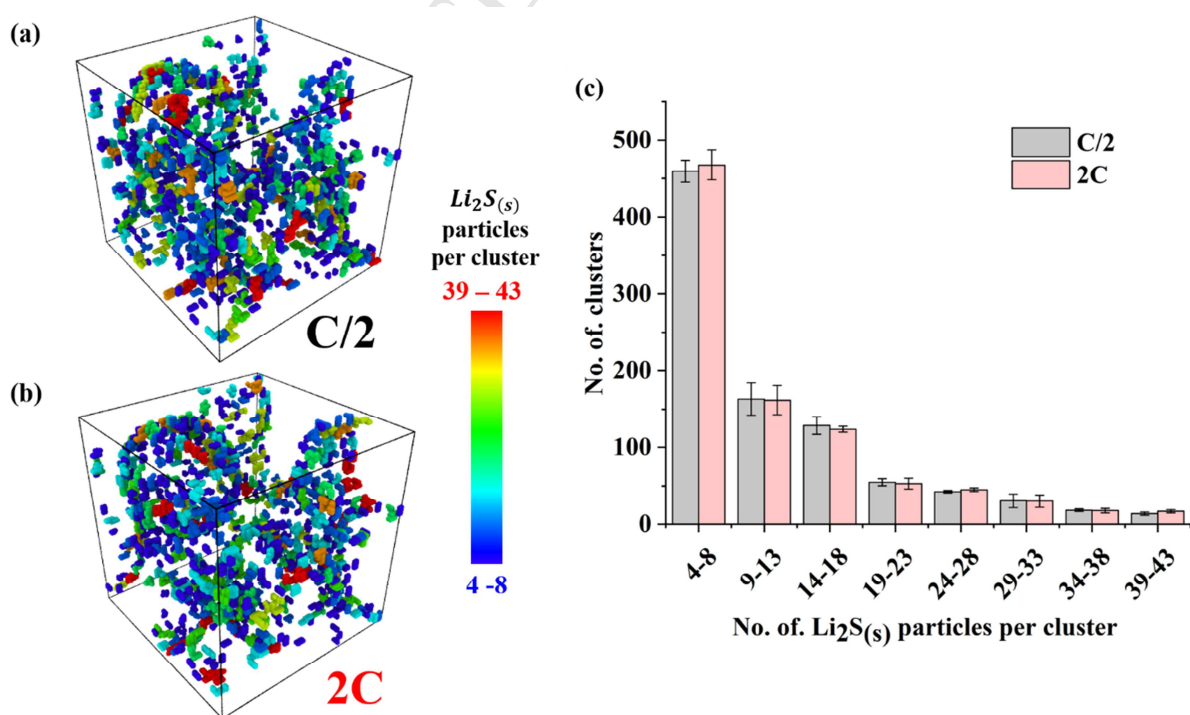 (a)
C/2
(b)
2C
Li₂S₍s₎
particles
per cluster
39 – 43
4 -8
(c)
No. of. clusters
500
400
300
200
100
0
C/2
2C
4-8
9-13
14-18
19-23
24-28
29-33
34-38
39-43
No. of. Li₂S(s) particles per cluster